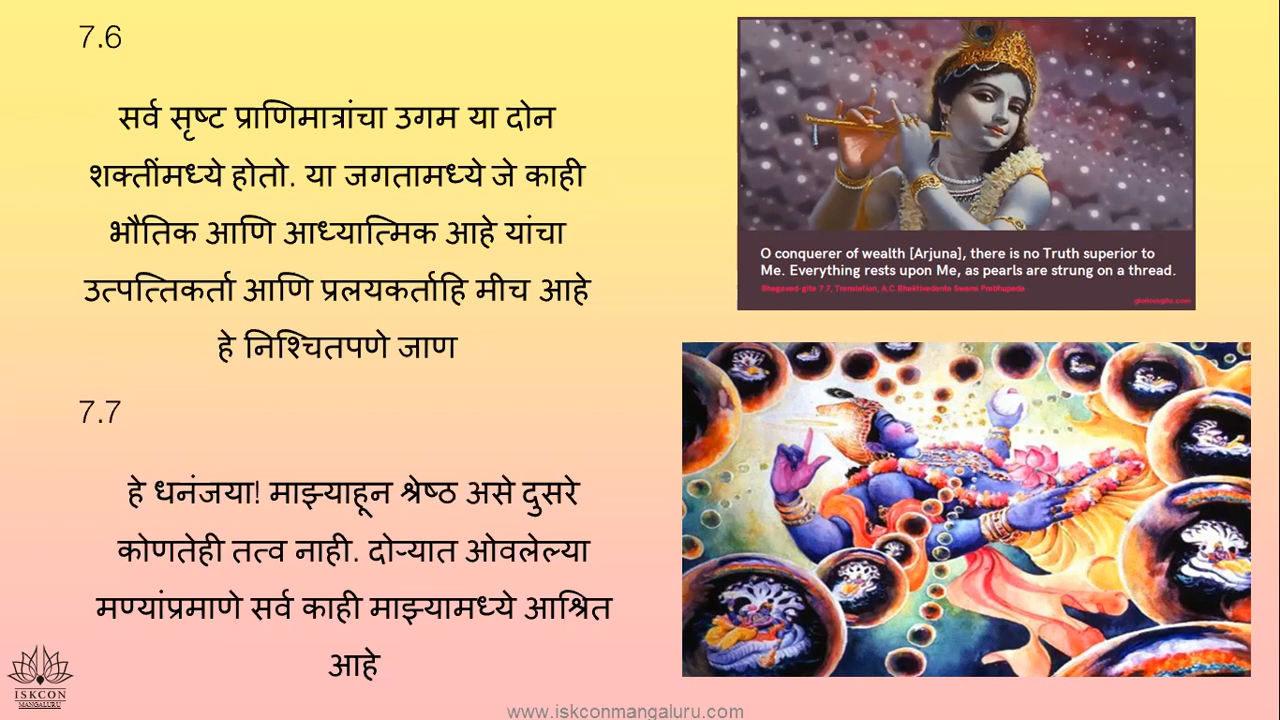 7.6
सर्व सृष्ट प्राणिमात्रांचा उगम या दोन
शक्तींमध्ये होतो. या जगतामध्ये जे काही
भौतिक आणि आध्यात्मिक आहे यांचा
उत्पत्तिकर्ता आणि प्रलयकर्ताहि मीच आहे
हे निश्चितपणे जाण
7.7
हे धनंजया! माझ्याहून श्रेष्ठ असे दुसरे
कोणतेही तत्व नाही. दोऱ्यात ओवलेल्या
मण्यांप्रमाणे सर्व काही माझ्यामध्ये आश्रित
आहे
O conquerer of wealth [Arjuna], there is no Truth superior to
Me. Everything rests upon Me, as pearls are strung on a thread.
Bhagavad-gita 7.7, Translation, A.C Bhaktivedanta Swami Prabhupada
gloriousgita.com
ISKCON
MANGALURU
www.iskconmangaluru.com